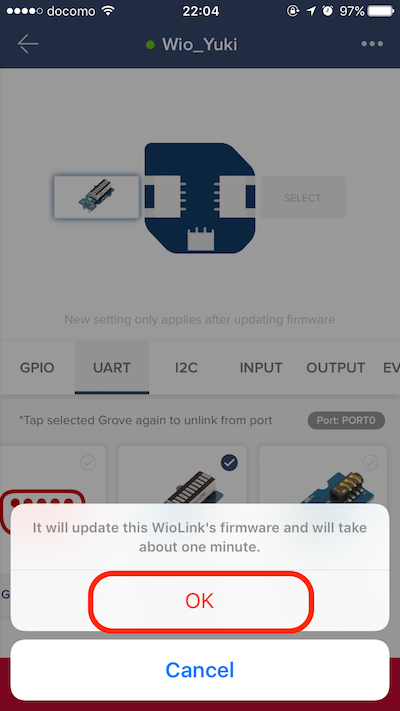 docomo 22:04 97%
Wio_Yuki
SELECT
New setting only applies after updating firmware
GPIO UART I2C INPUT OUTPUT EV
*Tap selected Grove again to unlink from port Port: PORT0
It will update this WioLink's firmware and will take
about one minute.
G
OK
Cancel